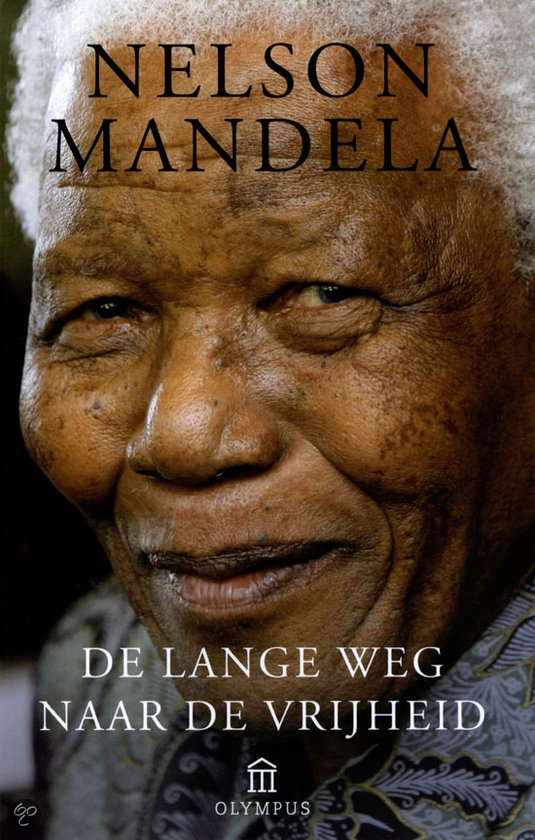 NELSON
MANDELA
DE LANGE WEG
NAAR DE VRIJHEID
OLYMPUS